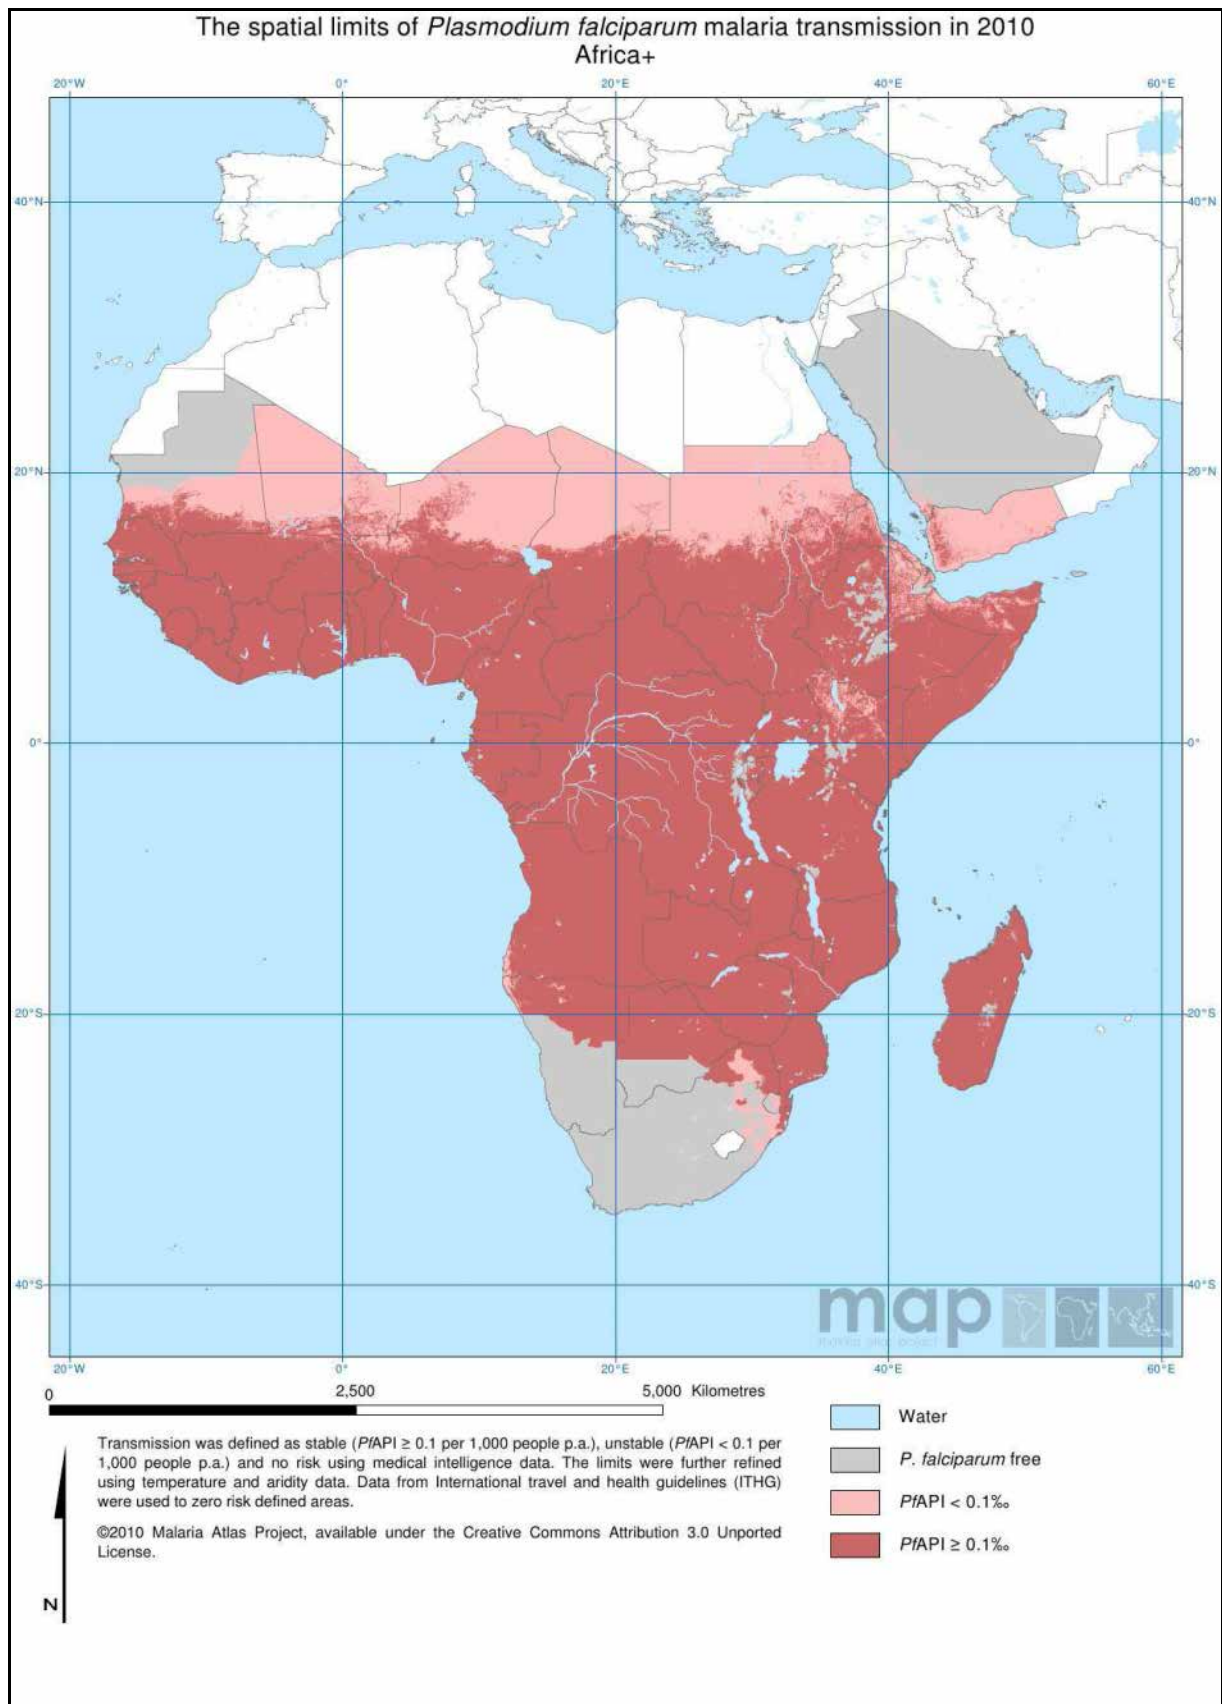 The spatial limits of Plasmodium falciparum malaria transmission in 2010
Africa+
20°W 0° 20°E 40°E 60°E
40°N 40°N
20°N 20°N
0° 0°
20°S 20°S
40°S 40°S
map
malaria atlas project
20°W 0° 20°E 40°E 60°E
0 2,500 5,000 Kilometres
Transmission was defined as stable (PfAPI ≥ 0.1 per 1,000 people p.a.), unstable (PfAPI < 0.1 per
1,000 people p.a.) and no risk using medical intelligence data. The limits were further refined
using temperature and aridity data. Data from International travel and health guidelines (ITHG)
were used to zero risk defined areas.
©2010 Malaria Atlas Project, available under the Creative Commons Attribution 3.0 Unported
License.
N
Water
P. falciparum free
PfAPI < 0.1‰
PfAPI ≥ 0.1‰